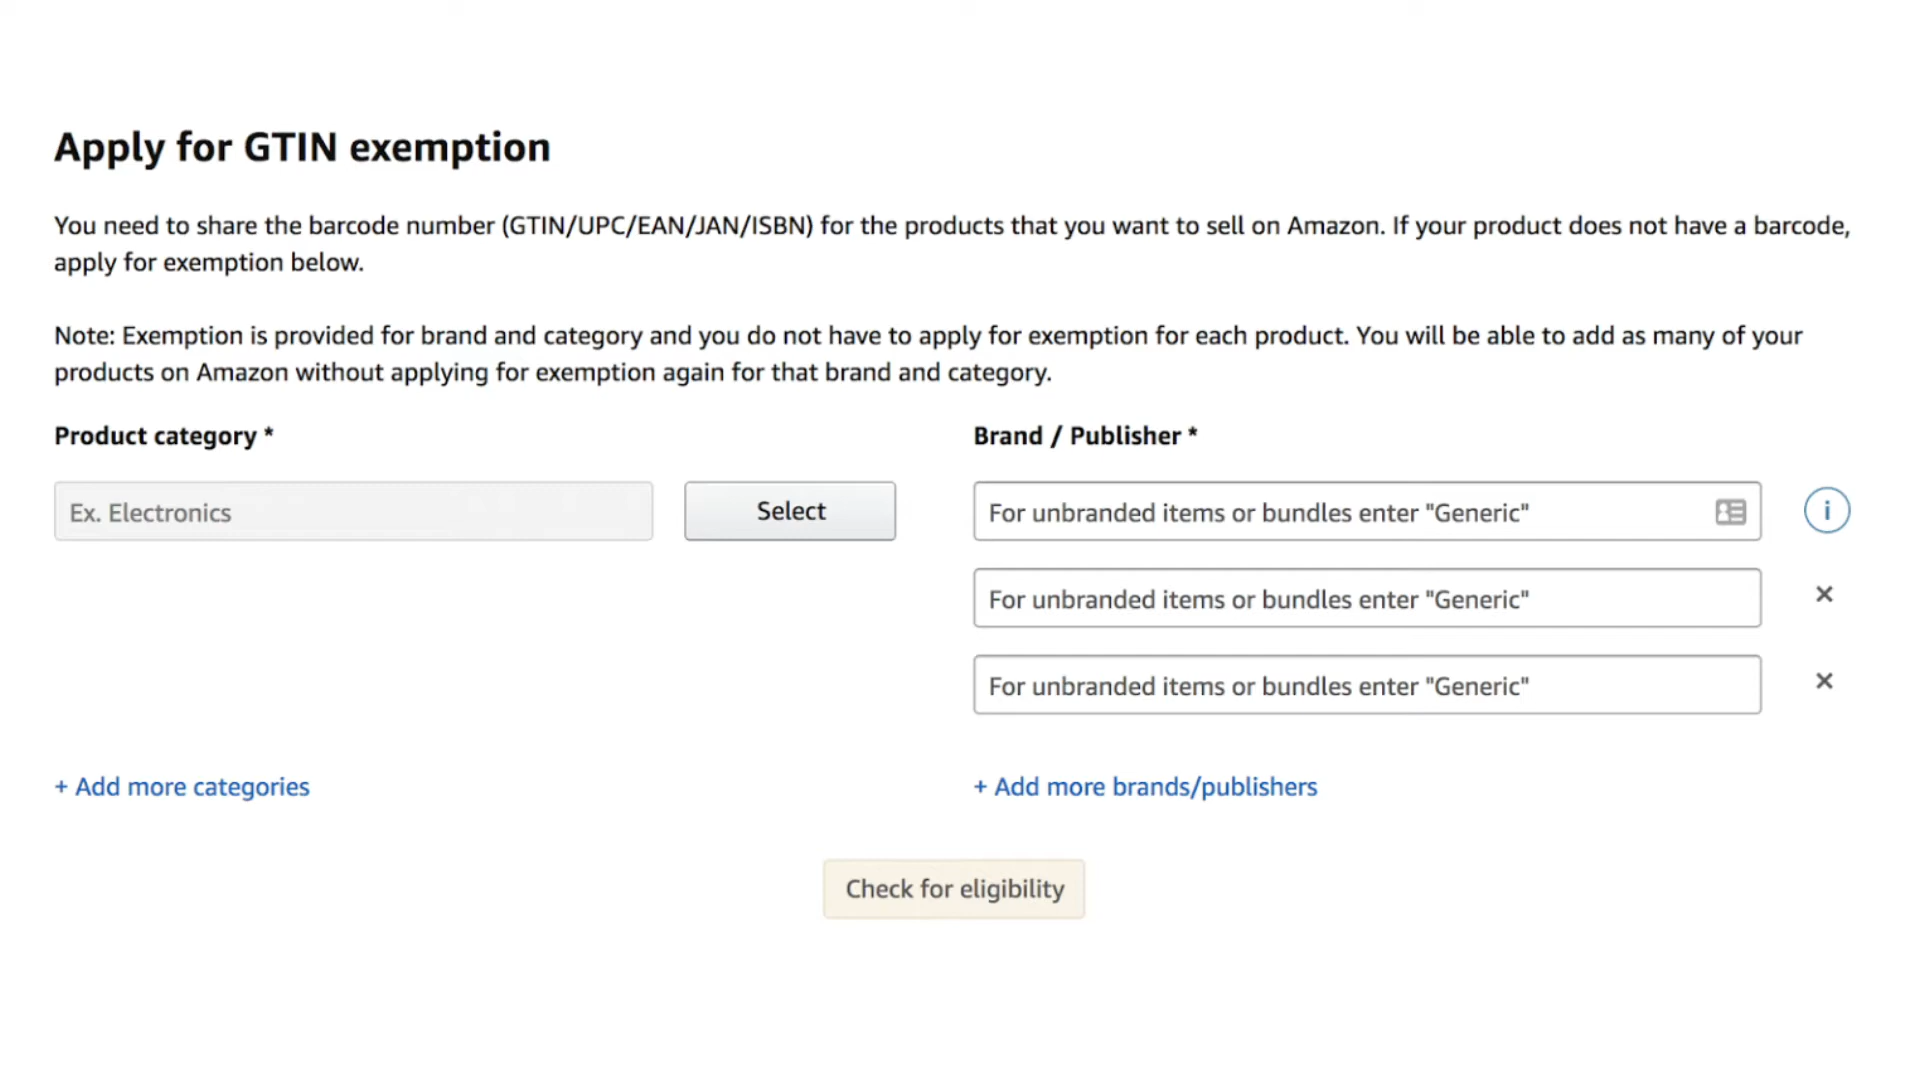 Apply for GTIN exemption
You need to share the barcode number (GTIN/UPC/EAN/JAN/ISBN) for the products that you want to sell on Amazon. If your product does not have a barcode,
apply for exemption below.
Note: Exemption is provided for brand and category and you do not have to apply for exemption for each product. You will be able to add as many of your
products on Amazon without applying for exemption again for that brand and category.
Product category *
Ex. Electronics
Select
Brand / Publisher *
For unbranded items or bundles enter "Generic"
For unbranded items or bundles enter "Generic"
For unbranded items or bundles enter "Generic"
+ Add more categories
+ Add more brands/publishers
Check for eligibility